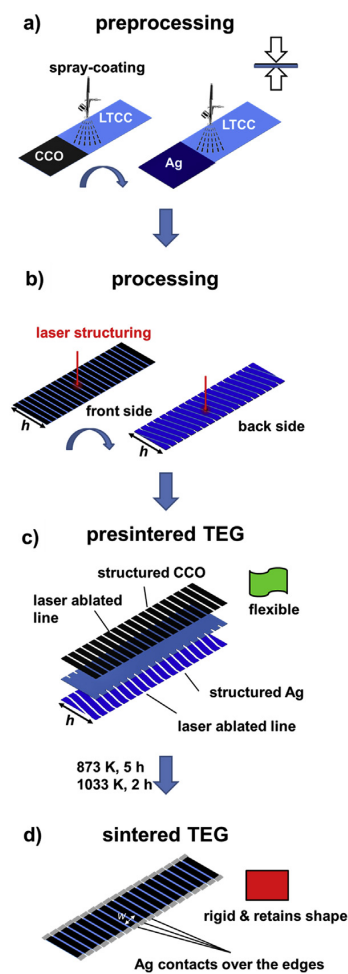 a) preprocessing
spray-coating
LTCC
LTCC
CCO
Ag
b) processing
laser structuring
front side
h
back side
h
c) presintered TEG
structured CCO
laser ablated
line
flexible
structured Ag
h
laser ablated line
873 K, 5 h
1033 K, 2 h
d) sintered TEG
w
rigid & retains shape
Ag contacts over the edges